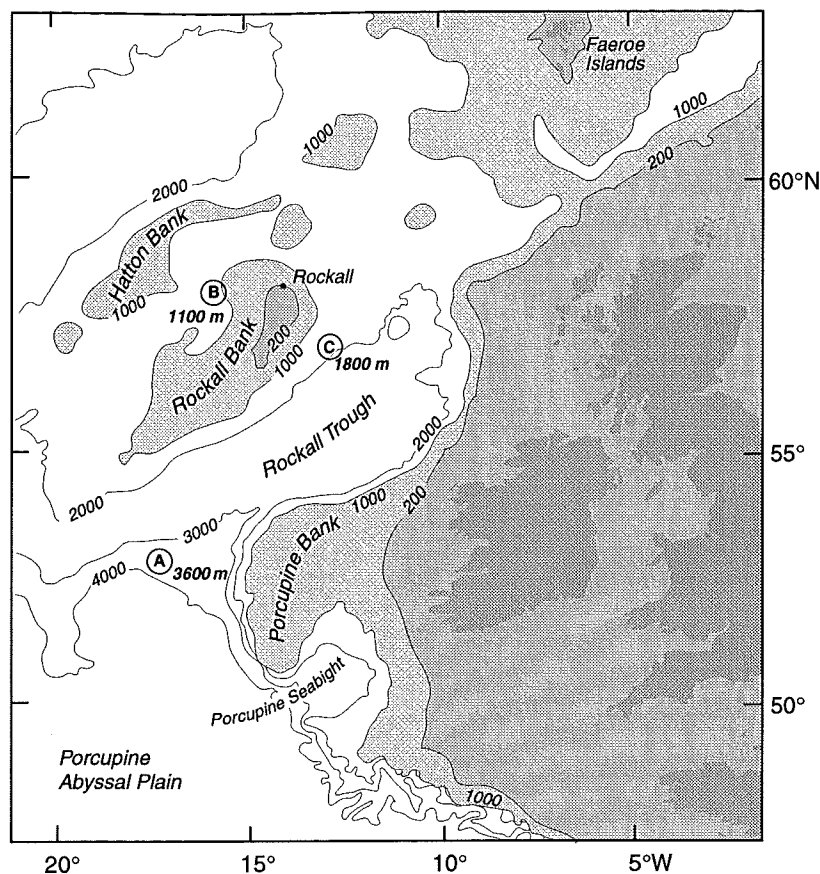 Faeroe
Islands
1000
200
1000
60°N
2000
Hatton Bank
1000
B
1100 m
Rockall
200
Rockall Bank
1000
C
1800 m
Rockall Trough
2000
55°
2000
1000
200
3000
Porcupine Bank
A
3600 m
4000
Porcupine Seabight
50°
Porcupine
Abyssal Plain
1000
20°
15°
10°
5°W